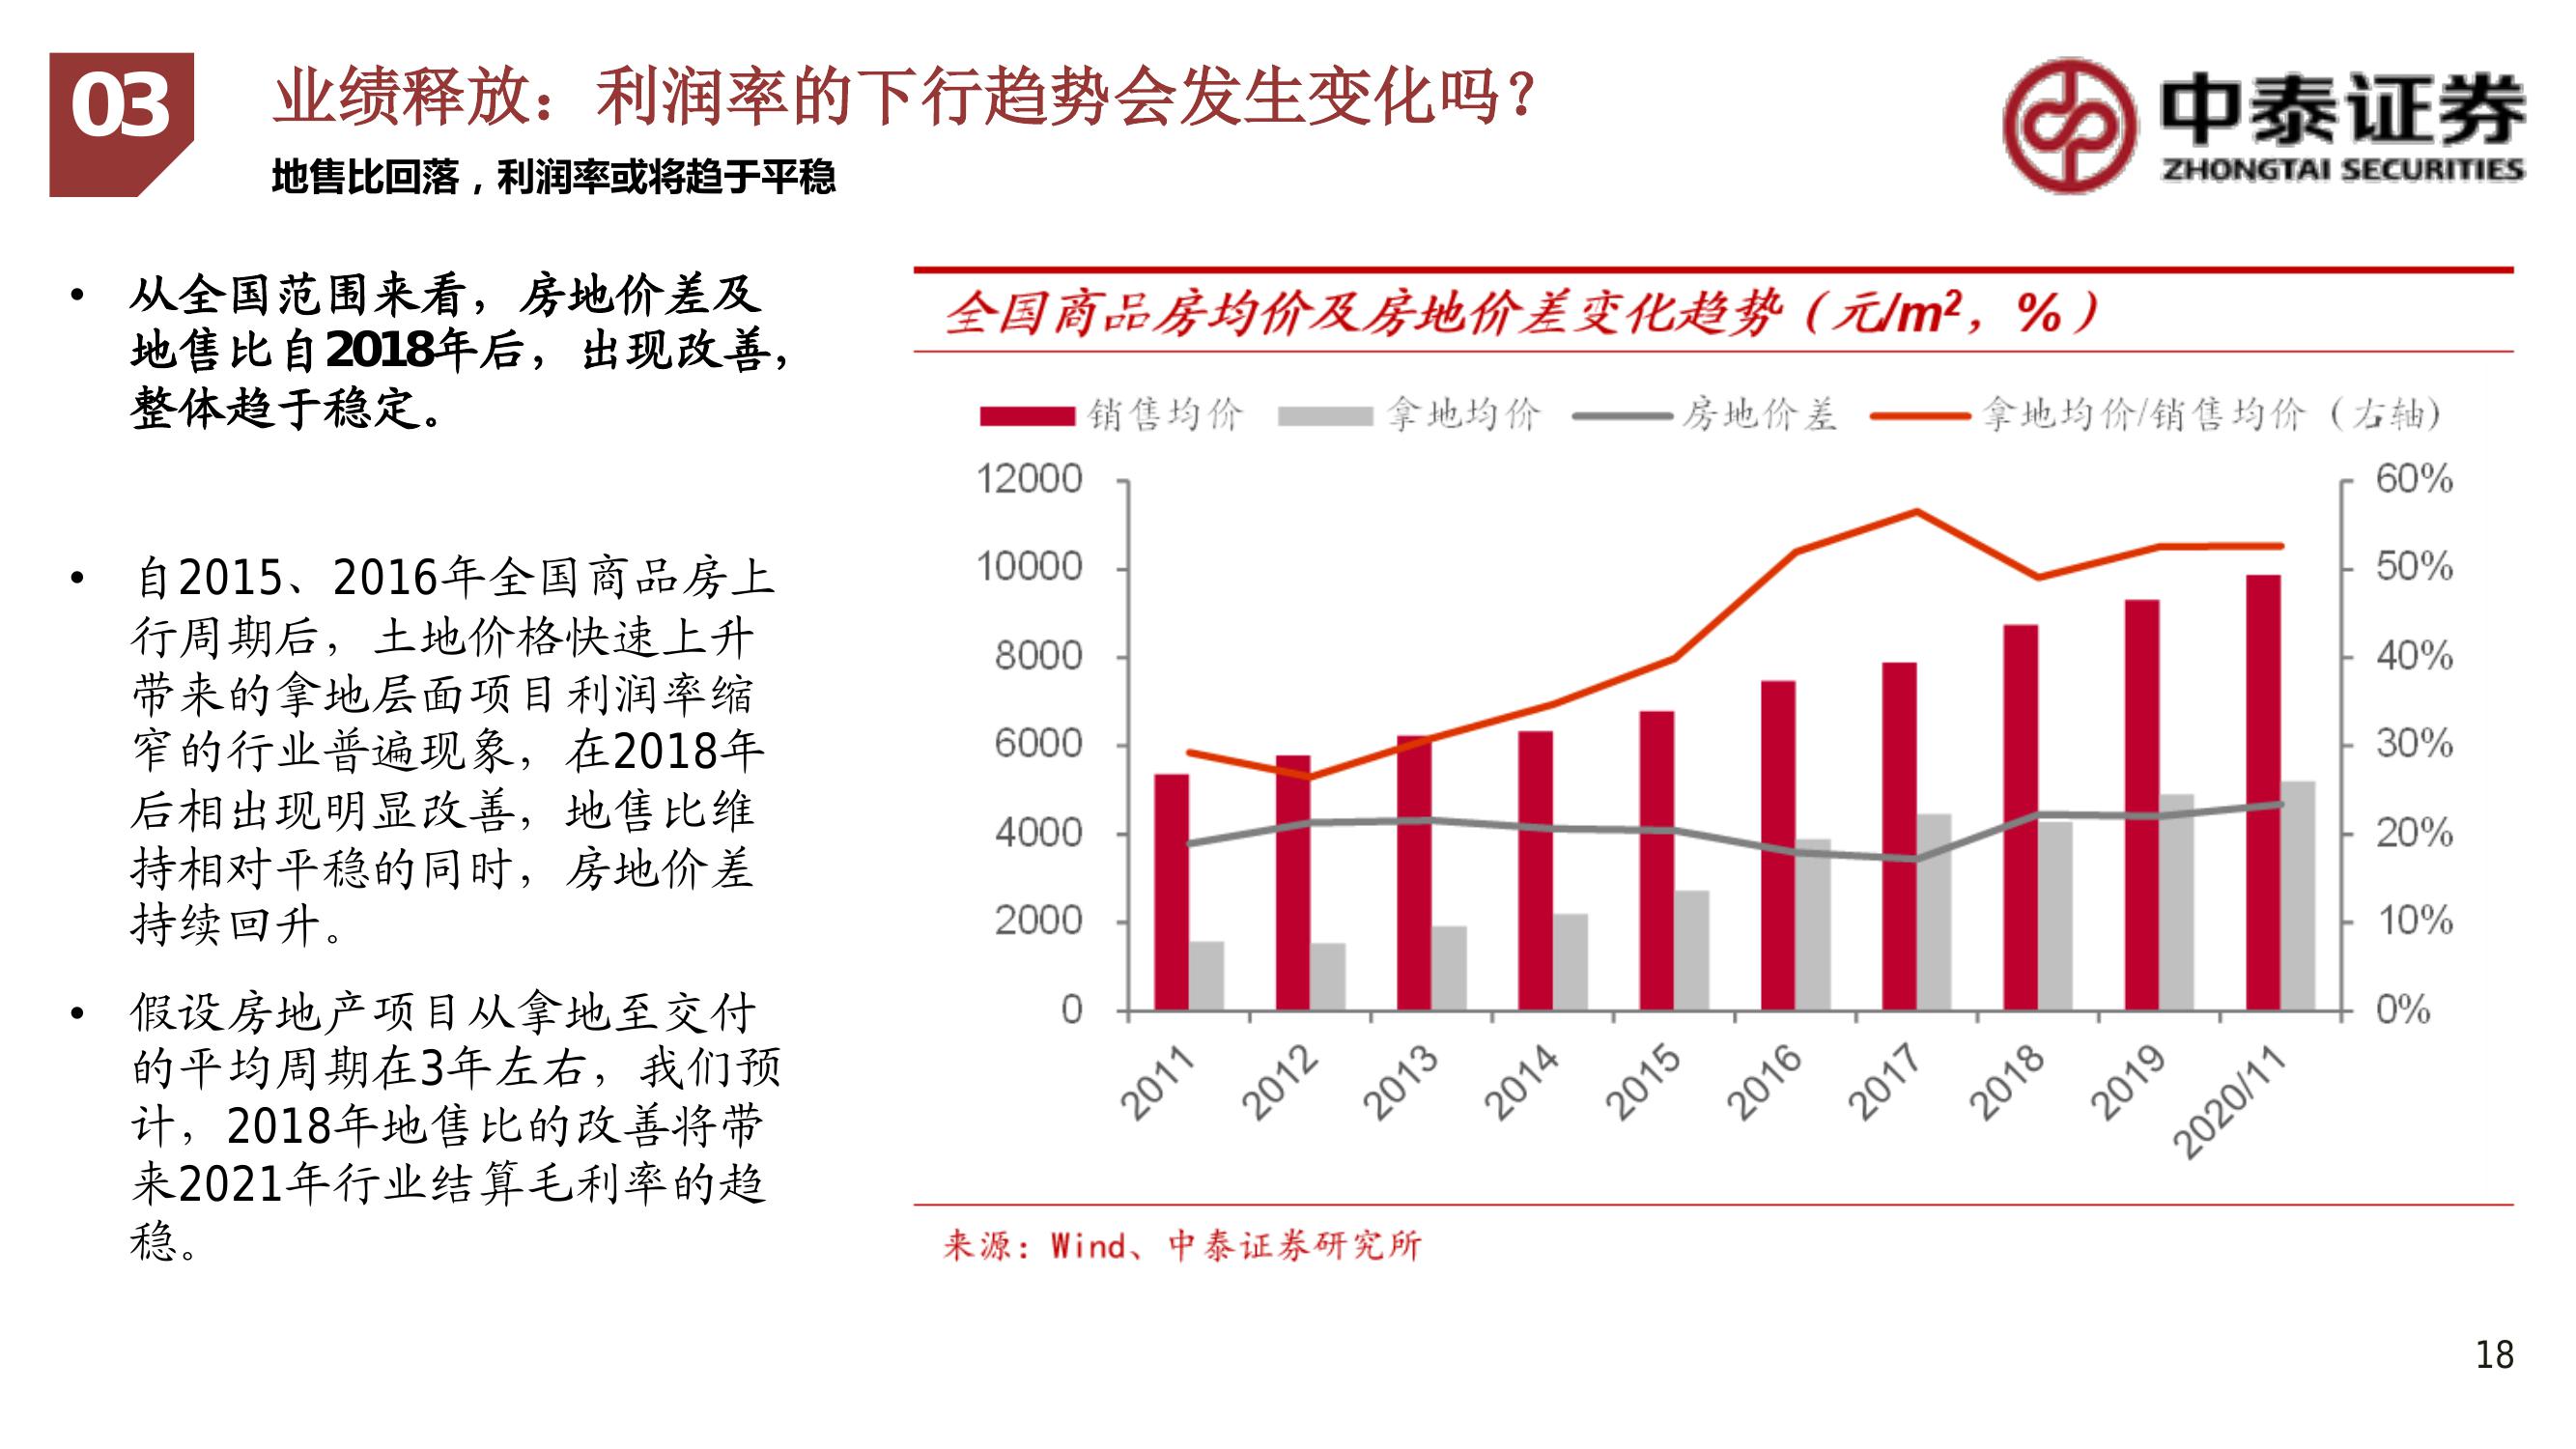 03
业绩释放：利润率的下行趋势会发生变化吗？
地售比回落，利润率或将趋于平稳
中泰证券
ZHONGTAI SECURITIES
• 从全国范围来看，房地价差及
地售比自2018年后，出现改善，
整体趋于稳定。
• 自2015、2016年全国商品房上
行周期后，土地价格快速上升
带来的拿地层面项目利润率缩
窄的行业普遍现象，在2018年
后相出现明显改善，地售比维
持相对平稳的同时，房地价差
持续回升。
• 假设房地产项目从拿地至交付
的平均周期在3年左右，我们预
计，2018年地售比的改善将带
来2021年行业结算毛利率的趋
稳。
全国商品房均价及房地价差变化趋势（元/m²，%）
销售均价 拿地均价 房地价差 拿地均价/销售均价（右轴）
12000
10000
8000
6000
4000
2000
0
60%
50%
40%
30%
20%
10%
0%
2011 2012 2013 2014 2015 2016 2017 2018 2019 2020/11
来源：Wind、中泰证券研究所
18